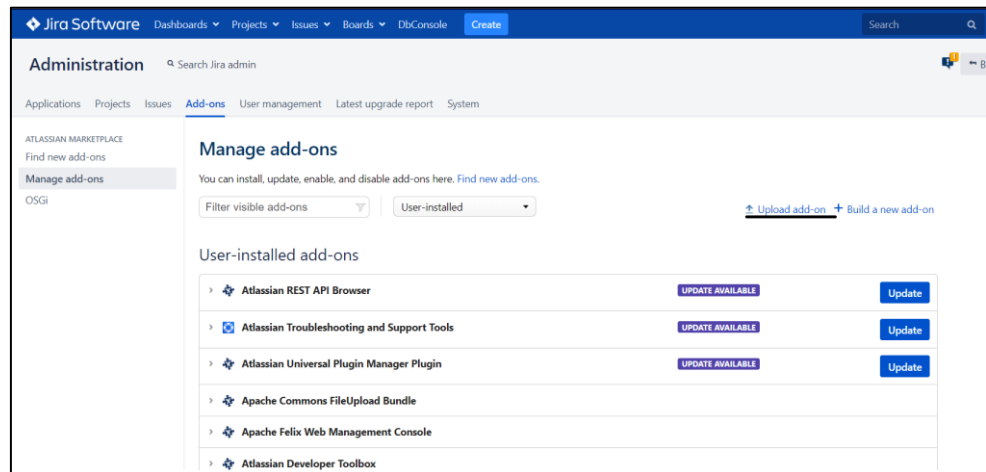 Jira Software Dashboards Projects Issues Boards DbConsole Create Search
Administration Search Jira admin
Applications Projects Issues Add-ons User management Latest upgrade report System
ATLASSIAN MARKETPLACE
Find new add-ons
Manage add-ons
OSGi
Manage add-ons
You can install, update, enable, and disable add-ons here. Find new add-ons.
Filter visible add-ons User-installed Upload add-on + Build a new add-on
User-installed add-ons
Atlassian REST API Browser UPDATE AVAILABLE Update
Atlassian Troubleshooting and Support Tools UPDATE AVAILABLE Update
Atlassian Universal Plugin Manager Plugin UPDATE AVAILABLE Update
Apache Commons FileUpload Bundle
Apache Felix Web Management Console
Atlassian Developer Toolbox